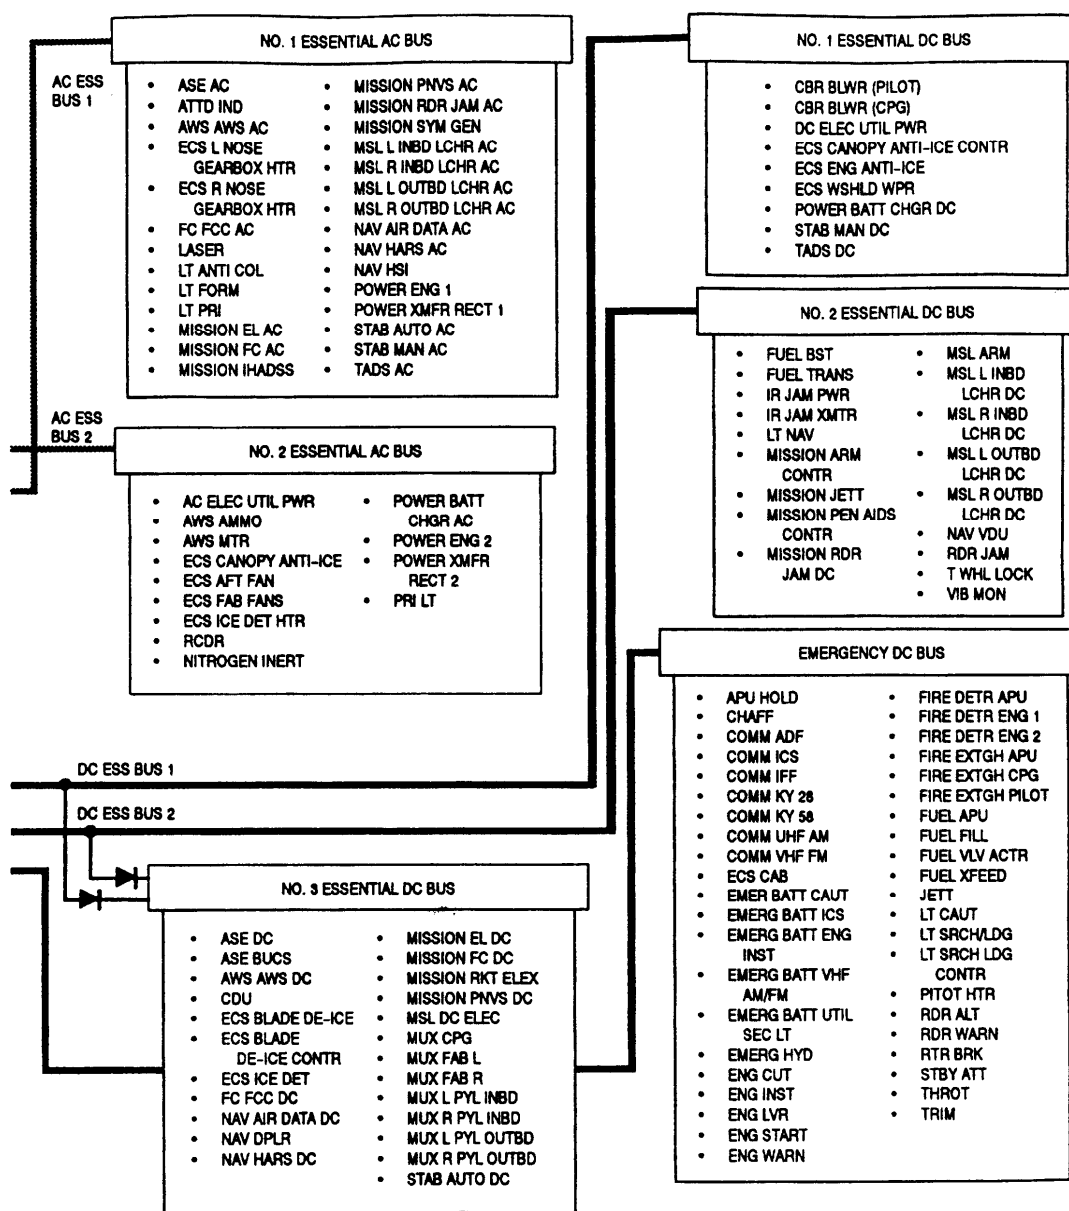 AC ESS
BUS 1
NO. 1 ESSENTIAL AC BUS
• ASE AC
• ATTD IND
• AWS AWS AC
• ECS L NOSE
GEARBOX HTR
• ECS R NOSE
GEARBOX HTR
• FC FCC AC
• LASER
• LT ANTI COL
• LT FORM
• LT PRI
• MISSION EL AC
• MISSION FC AC
• MISSION IHADSS
• MISSION PNVS AC
• MISSION RDR JAM AC
• MISSION SYM GEN
• MSL L INBD LCHR AC
• MSL R INBD LCHR AC
• MSL L OUTBD LCHR AC
• MSL R OUTBD LCHR AC
• NAV AIR DATA AC
• NAV HARS AC
• NAV HSI
• POWER ENG 1
• POWER XMFR RECT 1
• STAB AUTO AC
• STAB MAN AC
• TADS AC
AC ESS
BUS 2
NO. 2 ESSENTIAL AC BUS
• AC ELEC UTIL PWR
• AWS AMMO
• AWS MTR
• ECS CANOPY ANTI-ICE
• ECS AFT FAN
• ECS FAB FANS
• ECS ICE DET HTR
• RCDR
• NITROGEN INERT
• POWER BATT
CHGR AC
• POWER ENG 2
• POWER XMFR
RECT 2
• PRI LT
DC ESS BUS 1
DC ESS BUS 2
NO. 3 ESSENTIAL DC BUS
• ASE DC
• ASE BUCS
• AWS AWS DC
• CDU
• ECS BLADE DE-ICE
• ECS BLADE
DE-ICE CONTR
• ECS ICE DET
• FC FCC DC
• NAV AIR DATA DC
• NAV DPLR
• NAV HARS DC
• MISSION EL DC
• MISSION FC DC
• MISSION RKT ELEX
• MISSION PNVS DC
• MSL DC ELEC
• MUX CPG
• MUX FAB L
• MUX FAB R
• MUX L PYL INBD
• MUX R PYL INBD
• MUX L PYL OUTBD
• MUX R PYL OUTBD
• STAB AUTO DC
NO. 1 ESSENTIAL DC BUS
• CBR BLWR (PILOT)
• CBR BLWR (CPG)
• DC ELEC UTIL PWR
• ECS CANOPY ANTI-ICE CONTR
• ECS ENG ANTI-ICE
• ECS WSHLD WPR
• POWER BATT CHGR DC
• STAB MAN DC
• TADS DC
NO. 2 ESSENTIAL DC BUS
• FUEL BST
• FUEL TRANS
• IR JAM PWR
• IR JAM XMTR
• LT NAV
• MISSION ARM
CONTR
• MISSION JETT
• MISSION PEN AIDS
CONTR
• MISSION RDR
JAM DC
• MSL ARM
• MSL L INBD
LCHR DC
• MSL R INBD
LCHR DC
• MSL L OUTBD
LCHR DC
• MSL R OUTBD
LCHR DC
• NAV VDU
• RDR JAM
• T WHL LOCK
• VIB MON
EMERGENCY DC BUS
• APU HOLD
• CHAFF
• COMM ADF
• COMM ICS
• COMM IFF
• COMM KY 28
• COMM KY 58
• COMM UHF AM
• COMM VHF FM
• ECS CAB
• EMER BATT CAUT
• EMERG BATT ICS
• EMERG BATT ENG
INST
• EMERG BATT VHF
AM/FM
• EMERG BATT UTIL
SEC LT
• EMERG HYD
• ENG CUT
• ENG INST
• ENG LVR
• ENG START
• ENG WARN
• FIRE DETR APU
• FIRE DETR ENG 1
• FIRE DETR ENG 2
• FIRE EXTGH APU
• FIRE EXTGH CPG
• FIRE EXTGH PILOT
• FUEL APU
• FUEL FILL
• FUEL VLV ACTR
• FUEL XFEED
• JETT
• LT CAUT
• LT SRCH/LDG
• LT SRCH LDG
CONTR
• PITOT HTR
• RDR ALT
• RDR WARN
• RTR BRK
• STBY ATT
• THROT
• TRIM